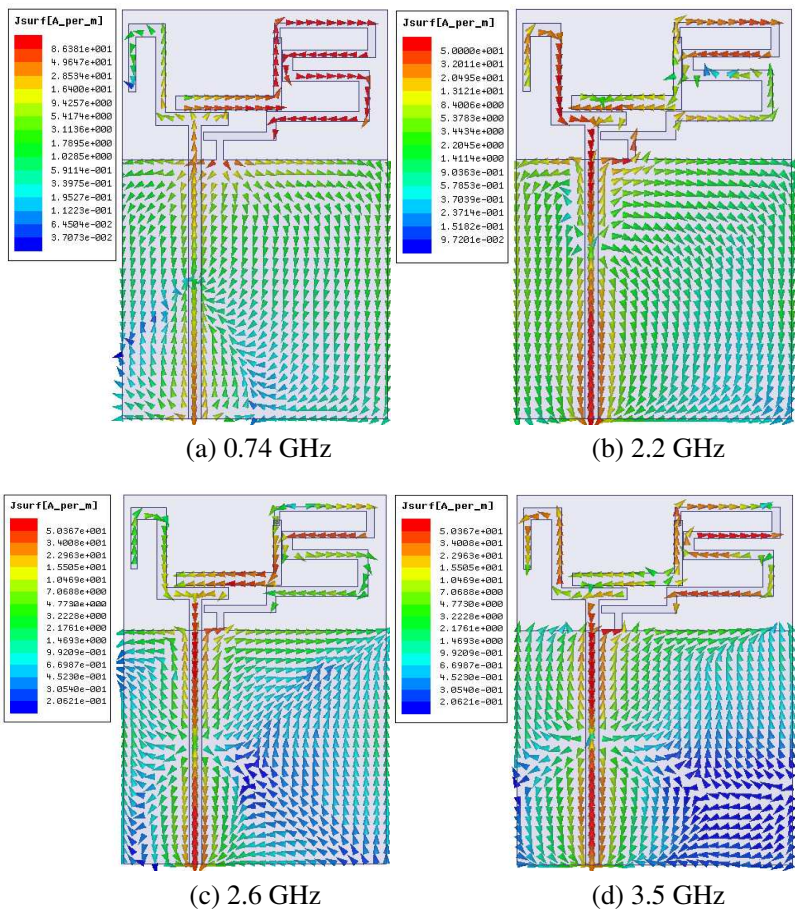 Jsurf[A_per_m]
8.6381e+001
4.9647e+001
2.8534e+001
1.6400e+001
9.4257e+000
5.4174e+000
3.1136e+000
1.7895e+000
1.0285e+000
5.9114e-001
3.3975e-001
1.9527e-001
1.1223e-001
6.4504e-002
3.7073e-002
(a) 0.74 GHz
Jsurf[A_per_m]
5.0000e+001
3.2011e+001
2.0495e+001
1.3121e+001
8.4006e+000
5.3783e+000
3.4434e+000
2.2045e+000
1.4114e+000
9.0363e-001
5.7853e-001
3.7039e-001
2.3714e-001
1.5182e-001
9.7201e-002
(b) 2.2 GHz
Jsurf[A_per_m]
5.0367e+001
3.4008e+001
2.2963e+001
1.5505e+001
1.0469e+001
7.0688e+000
4.7730e+000
3.2228e+000
2.1761e+000
1.4693e+000
9.9209e-001
6.6987e-001
4.5230e-001
3.0540e-001
2.0621e-001
(c) 2.6 GHz
Jsurf[A_per_m]
5.0367e+001
3.4008e+001
2.2963e+001
1.5505e+001
1.0469e+001
7.0688e+000
4.7730e+000
3.2228e+000
2.1761e+000
1.4693e+000
9.9209e-001
6.6987e-001
4.5230e-001
3.0540e-001
2.0621e-001
(d) 3.5 GHz